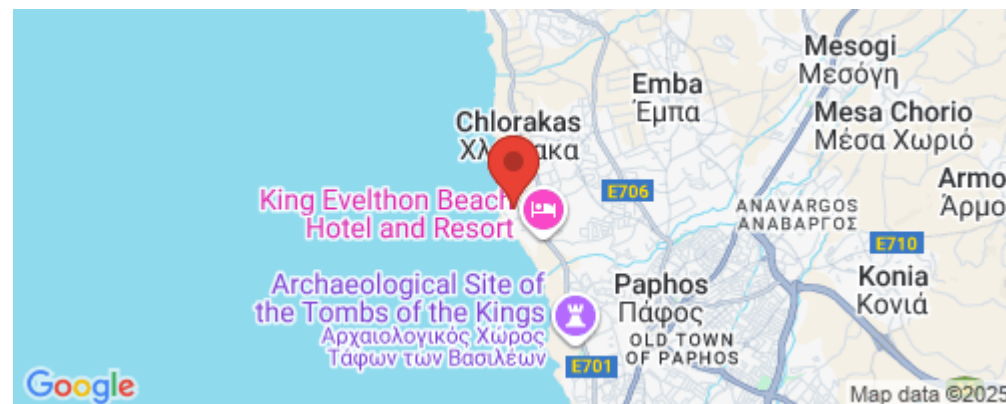 Mesogi
Μεσόγη
Emba
Έμπα
Mesa Chorio
Μέσα Χωριό
Chlorakas
King Evelthon Beach
Hotel and Resort
E706
ANAVARGOS
ΑΝΑΒΑΡΓΟΣ
E710
Konia
Κονιά
Archaeological Site of
the Tombs of the Kings
Αρχαιολογικός Χώρος
Τάφων των Βασιλέων
Paphos
Πάφος
OLD TOWN
OF PAPHOS
E701
Google
Map data ©2025